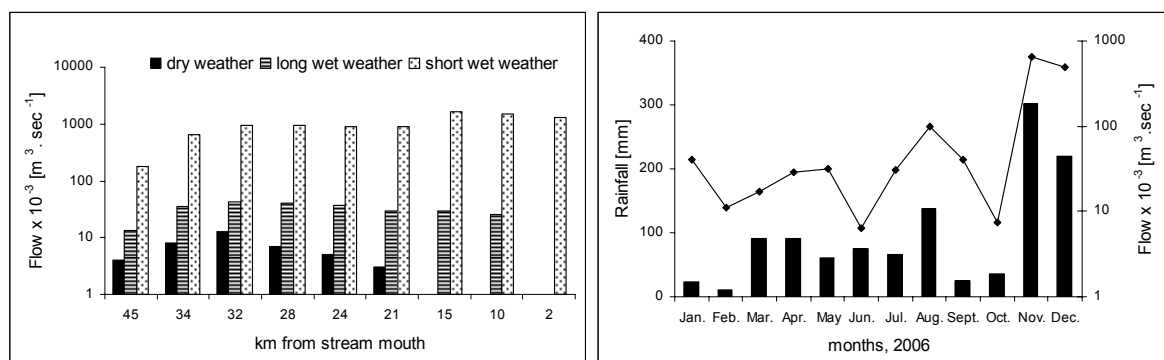 dry weather long wet weather short wet weather
Flow x 10⁻³ [m³. sec⁻¹]
10000
1000
100
10
1
45 34 32 28 24 21 15 10 2
km from stream mouth
Rainfall [mm]
400
300
200
100
0
Jan. Feb. Mar. Apr. May Jun. Jul. Aug. Sept. Oct. Nov. Dec.
months, 2006
1000
100
10
1
Flow x 10⁻³ [m³.sec⁻¹]